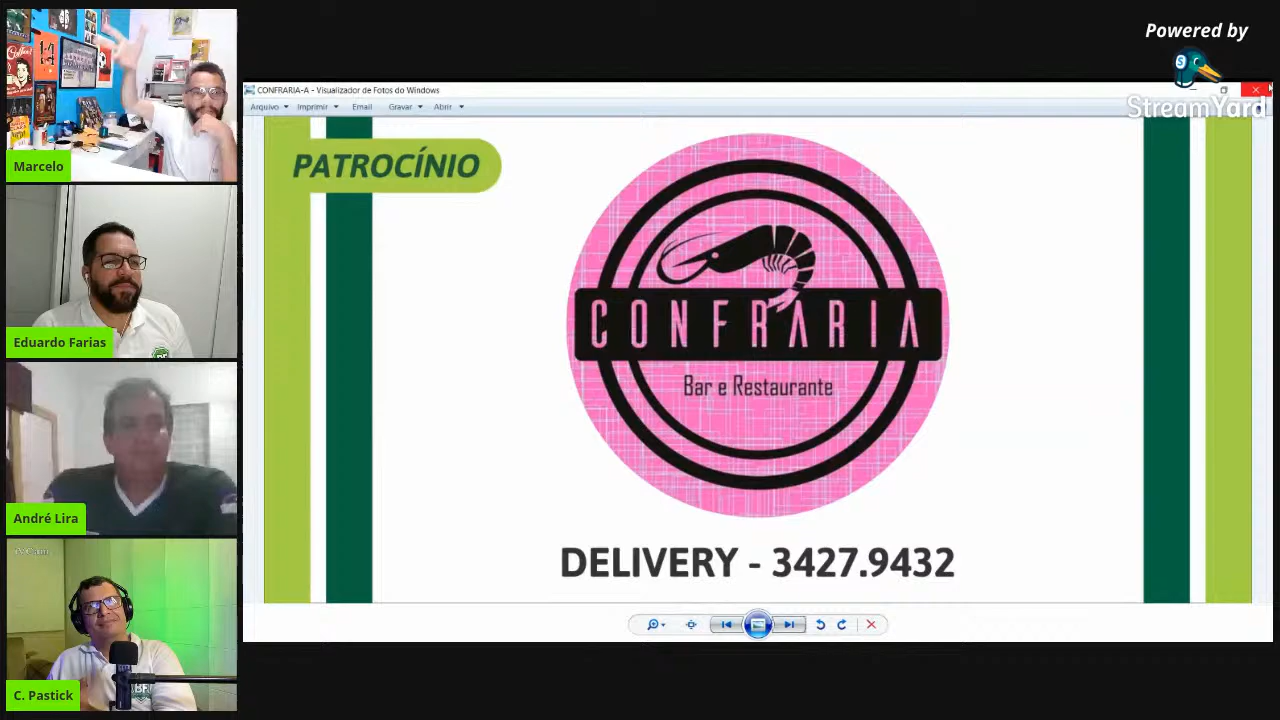 Powered by
StreamYard
CONFRARIA-A - Visualizador de Fotos do Windows
Arquivo Imprimir Email Gravar Abrir
PATROCÍNIO
CONFRARIA
Bar e Restaurante
DELIVERY - 3427.9432
Marcelo
Eduardo Farias
André Lira
C. Pastick